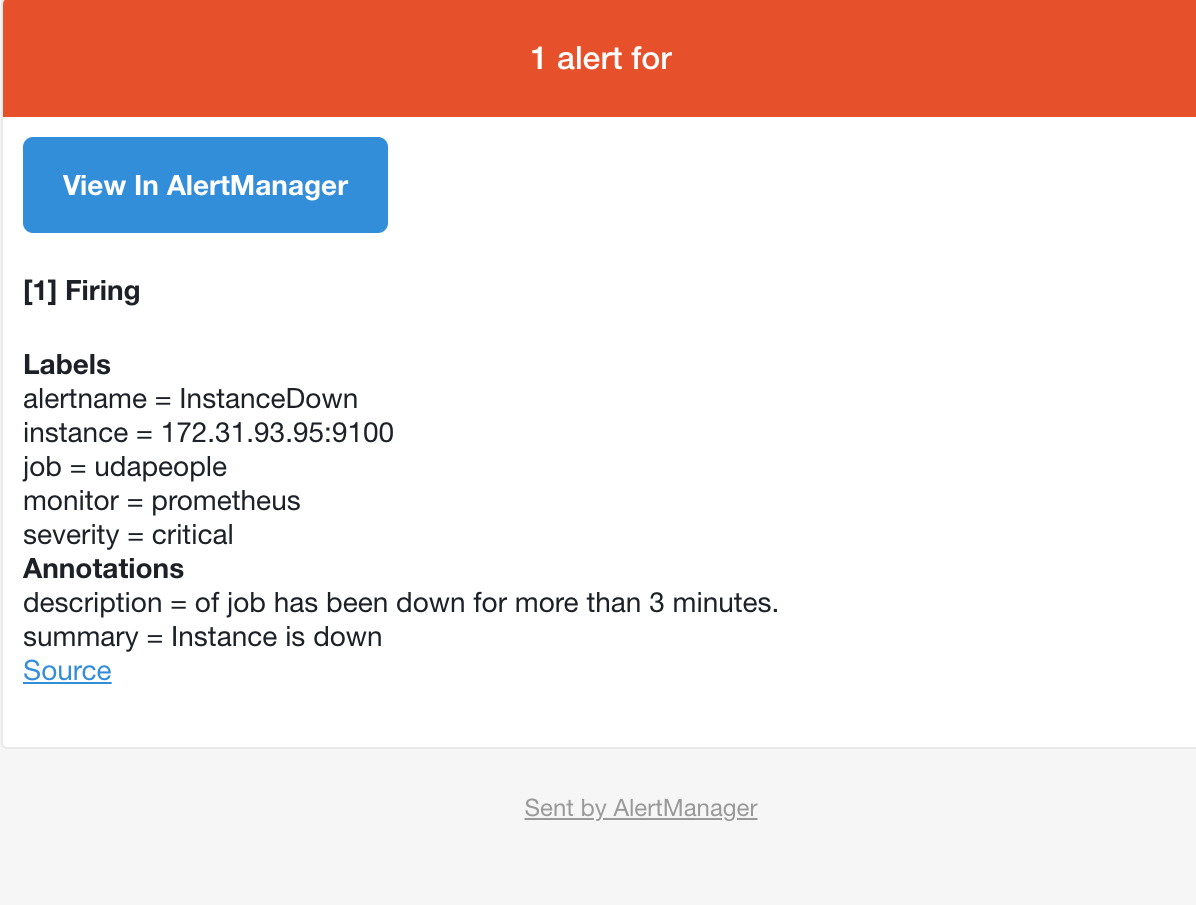 1 alert for
View In AlertManager
[1] Firing
Labels
alertname = InstanceDown
instance = 172.31.93.95:9100
job = udapeople
monitor = prometheus
severity = critical
Annotations
description = of job has been down for more than 3 minutes.
summary = Instance is down
Source
Sent by AlertManager